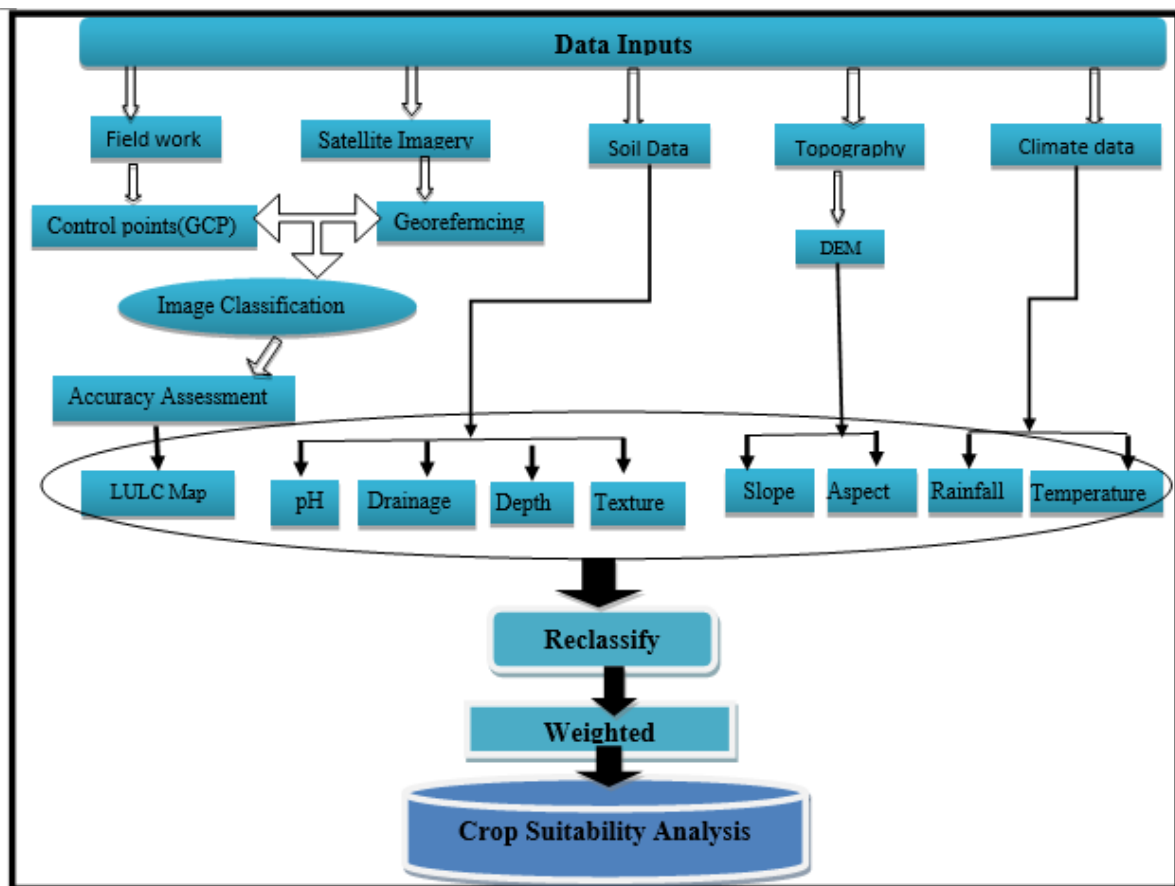 Data Inputs
Field work
Satellite Imagery
Soil Data
Topography
Climate data
Control points(GCP)
Georefemcing
DEM
Image Classification
Accuracy Assessment
LULC Map
pH
Drainage
Depth
Texture
Slope
Aspect
Rainfall
Temperature
Reclassify
Weighted
Crop Suitability Analysis